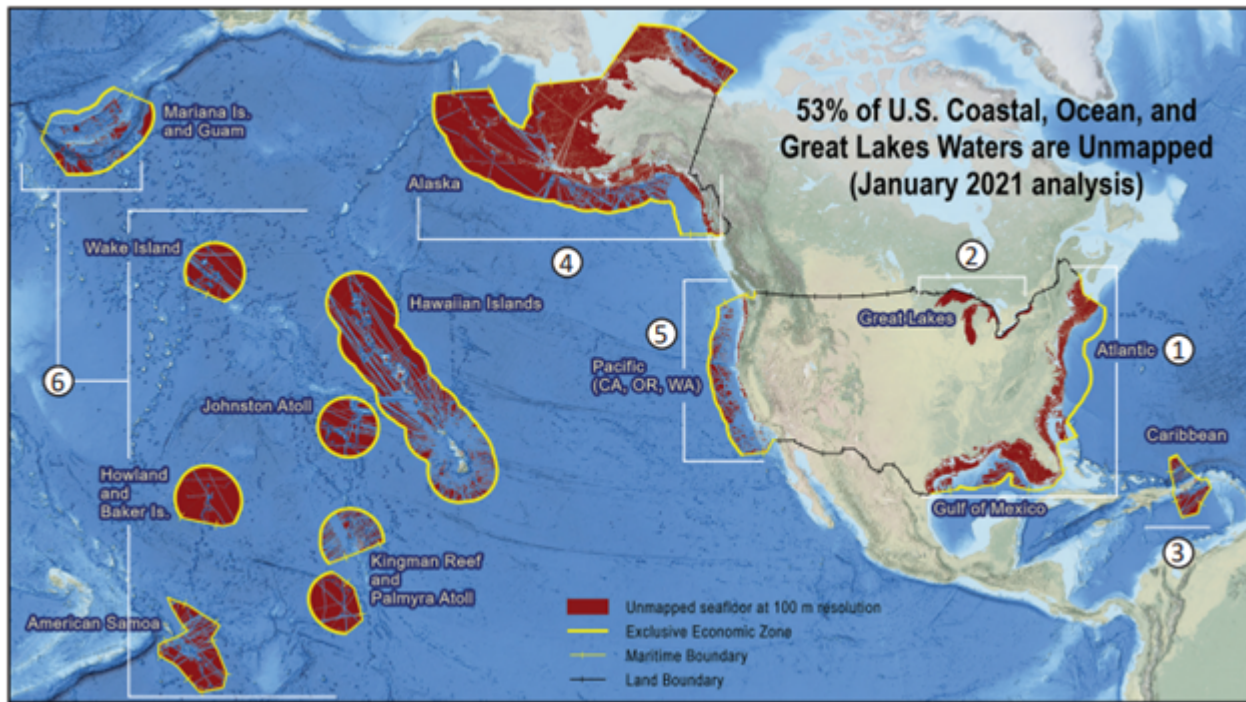 53% of U.S. Coastal, Ocean, and
Great Lakes Waters are Unmapped
(January 2021 analysis)
Mariana Is.
and Guam
Alaska
Wake Island
4
2
Hawaiian Islands
Great Lakes
5
Atlantic
1
Pacific
(CA, OR, WA)
6
Johnston Atoll
Caribbean
Howland
and
Baker Is.
Gulf of Mexico
3
Kingman Reef
and
Palmyra Atoll
American Samoa
Unmapped seafloor at 100 m resolution
Exclusive Economic Zone
Maritime Boundary
Land Boundary